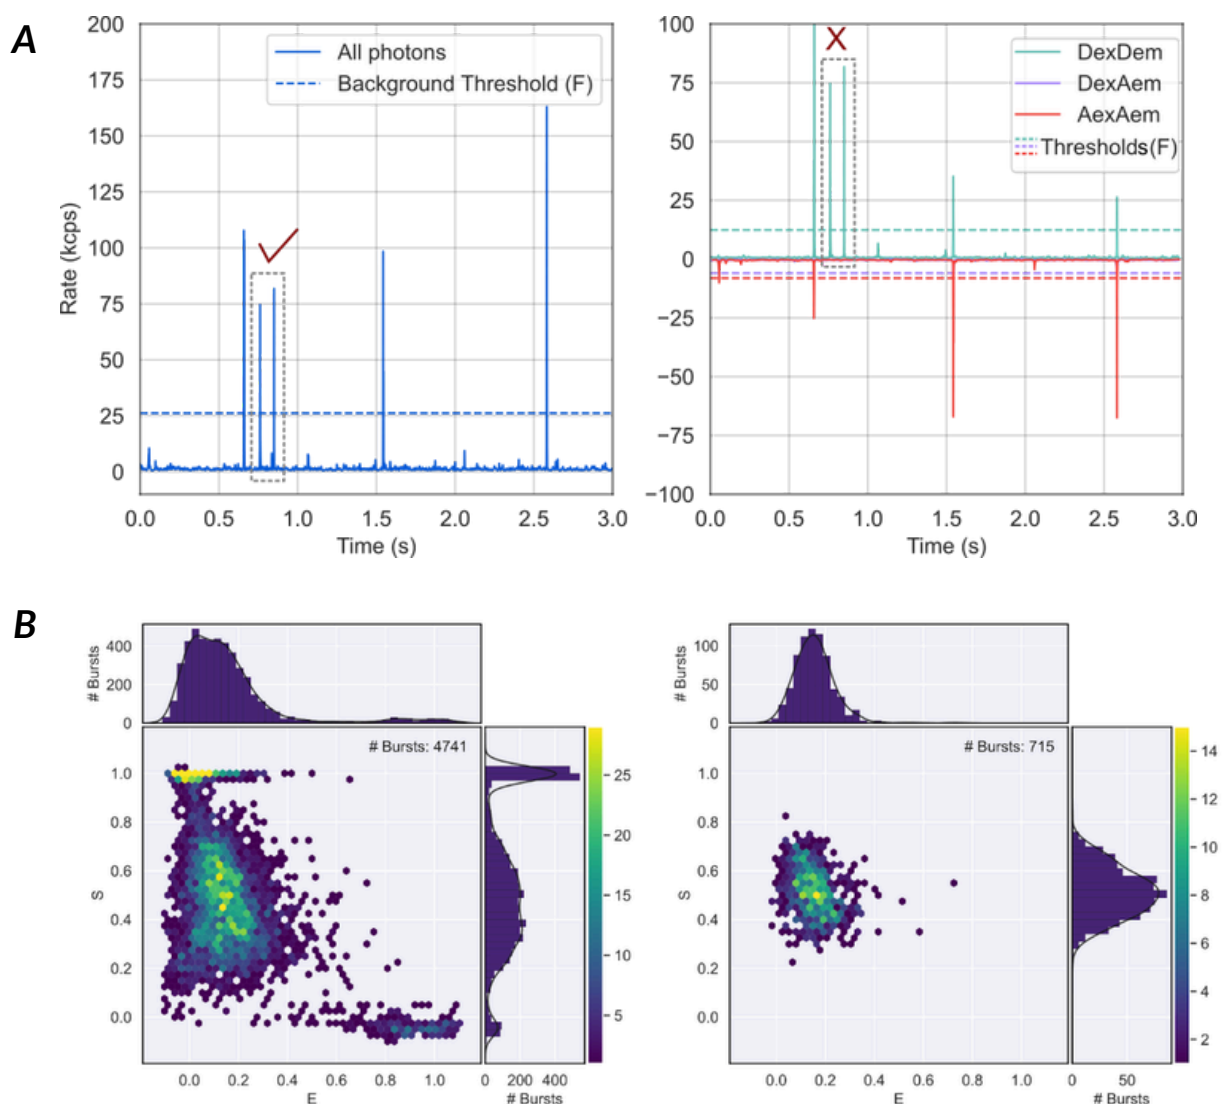 A
200
175
150
125
100
75
50
25
0
Rate (kcps)
All photons
Background Threshold (F)
0.0 0.5 1.0 1.5 2.0 2.5 3.0
Time (s)
100
75
50
25
0
−25
−50
−75
−100
X
DexDem
DexAem
AexAem
Thresholds(F)
0.0 0.5 1.0 1.5 2.0 2.5 3.0
Time (s)
B
# Bursts
400
200
0
# Bursts: 4741
S
1.0
0.8
0.6
0.4
0.2
0.0
0.0 0.2 0.4 0.6 0.8 1.0
E
0 200 400
# Bursts
25
20
15
10
5
# Bursts
100
50
0
# Bursts: 715
S
1.0
0.8
0.6
0.4
0.2
0.0
0.0 0.2 0.4 0.6 0.8 1.0
E
0 50
# Bursts
14
12
10
8
6
4
2